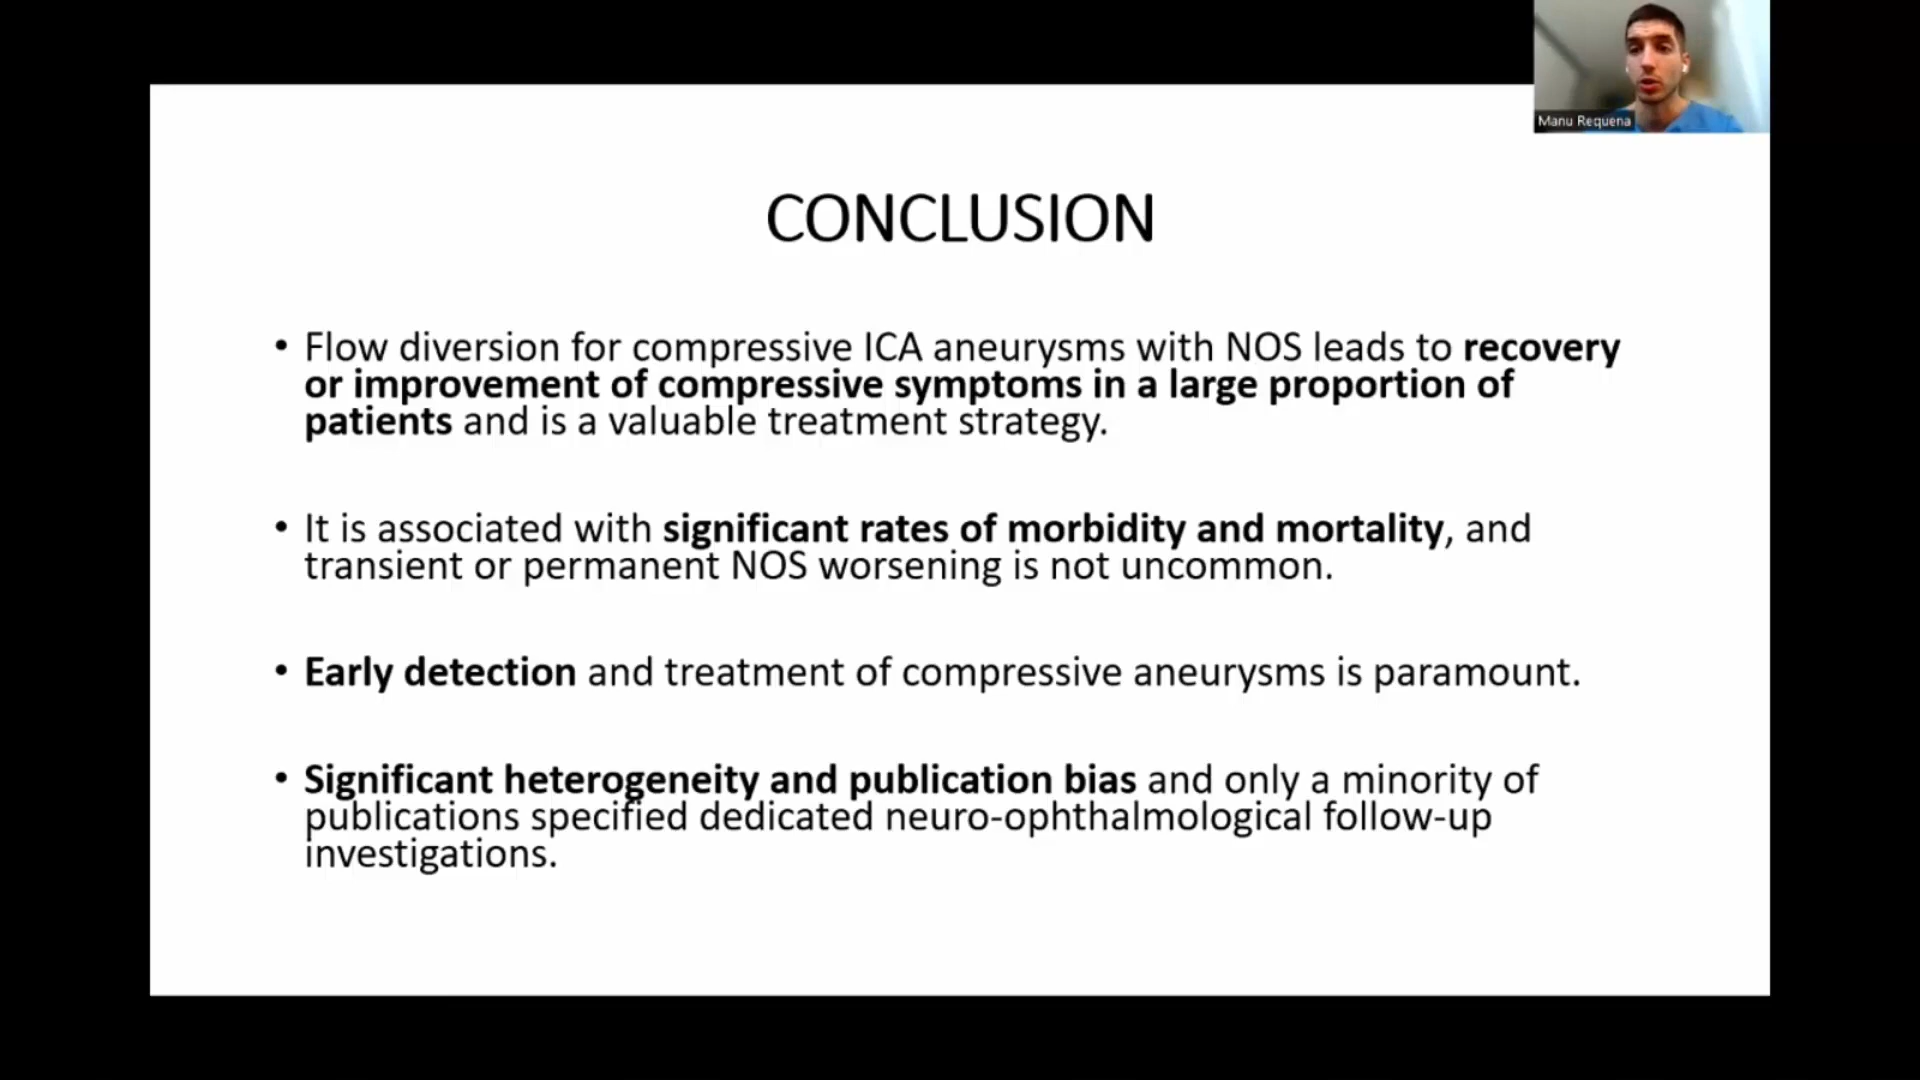 Manu Requena
CONCLUSION
• Flow diversion for compressive ICA aneurysms with NOS leads to recovery
or improvement of compressive symptoms in a large proportion of
patients and is a valuable treatment strategy.
• It is associated with significant rates of morbidity and mortality, and
transient or permanent NOS worsening is not uncommon.
• Early detection and treatment of compressive aneurysms is paramount.
• Significant heterogeneity and publication bias and only a minority of
publications specified dedicated neuro-ophthalmological follow-up
investigations.